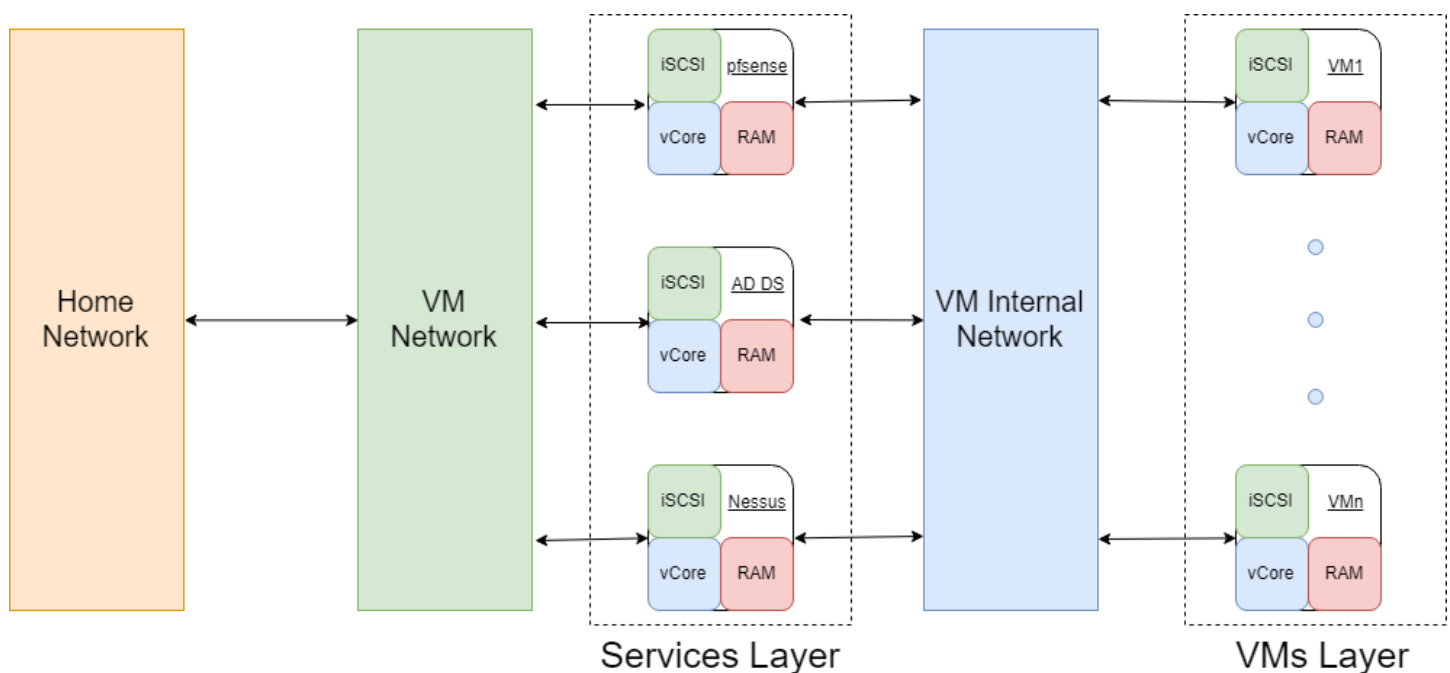 Home
Network
VM
Network
iSCSI
pfsense
vCore
RAM
iSCSI
AD DS
vCore
RAM
iSCSI
Nessus
vCore
RAM
Services Layer
VM Internal
Network
iSCSI
VM1
vCore
RAM
iSCSI
VMn
vCore
RAM
VMs Layer